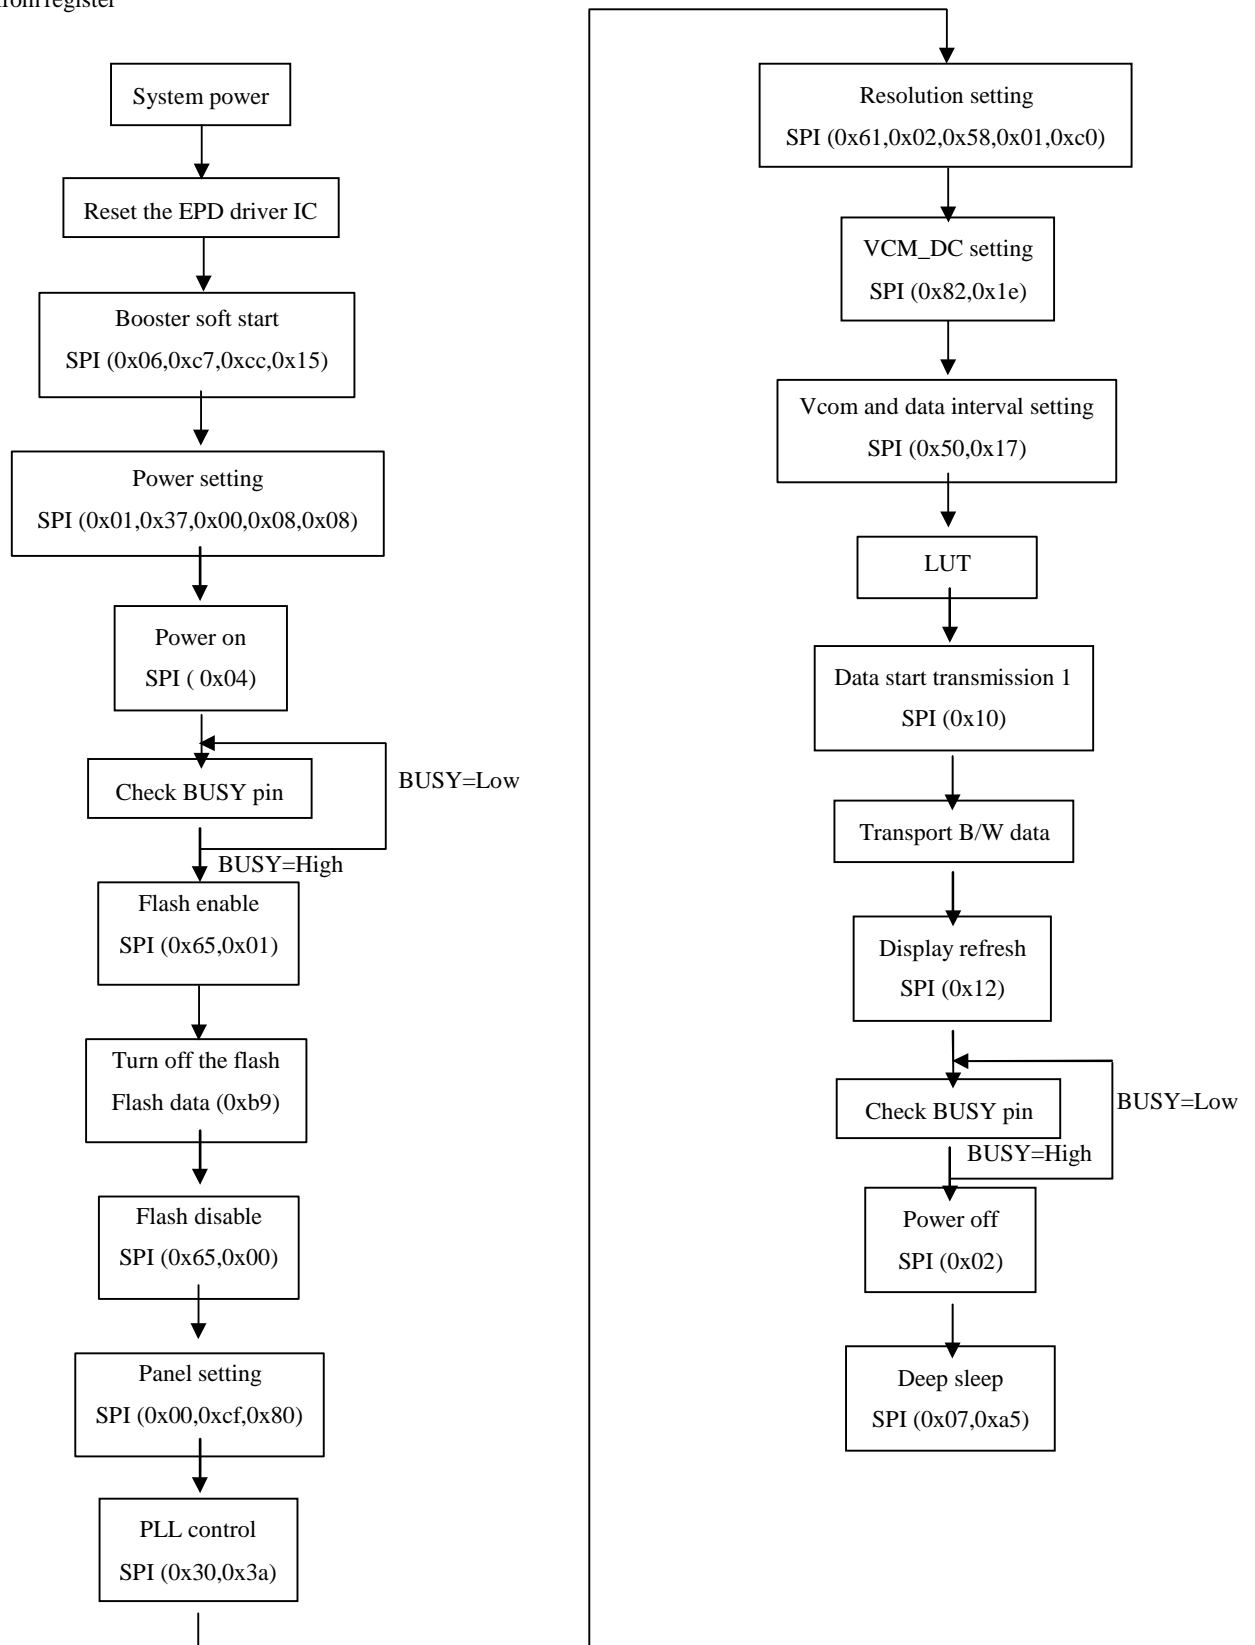 from register
System power
Reset the EPD driver IC
Booster soft start
SPI (0x06,0xc7,0xcc,0x15)
Power setting
SPI (0x01,0x37,0x00,0x08,0x08)
Power on
SPI ( 0x04)
Check BUSY pin
BUSY=Low
BUSY=High
Flash enable
SPI (0x65,0x01)
Turn off the flash
Flash data (0xb9)
Flash disable
SPI (0x65,0x00)
Panel setting
SPI (0x00,0xcf,0x80)
PLL control
SPI (0x30,0x3a)
Resolution setting
SPI (0x61,0x02,0x58,0x01,0xc0)
VCM_DC setting
SPI (0x82,0x1e)
Vcom and data interval setting
SPI (0x50,0x17)
LUT
Data start transmission 1
SPI (0x10)
Transport B/W data
Display refresh
SPI (0x12)
Check BUSY pin
BUSY=Low
BUSY=High
Power off
SPI (0x02)
Deep sleep
SPI (0x07,0xa5)